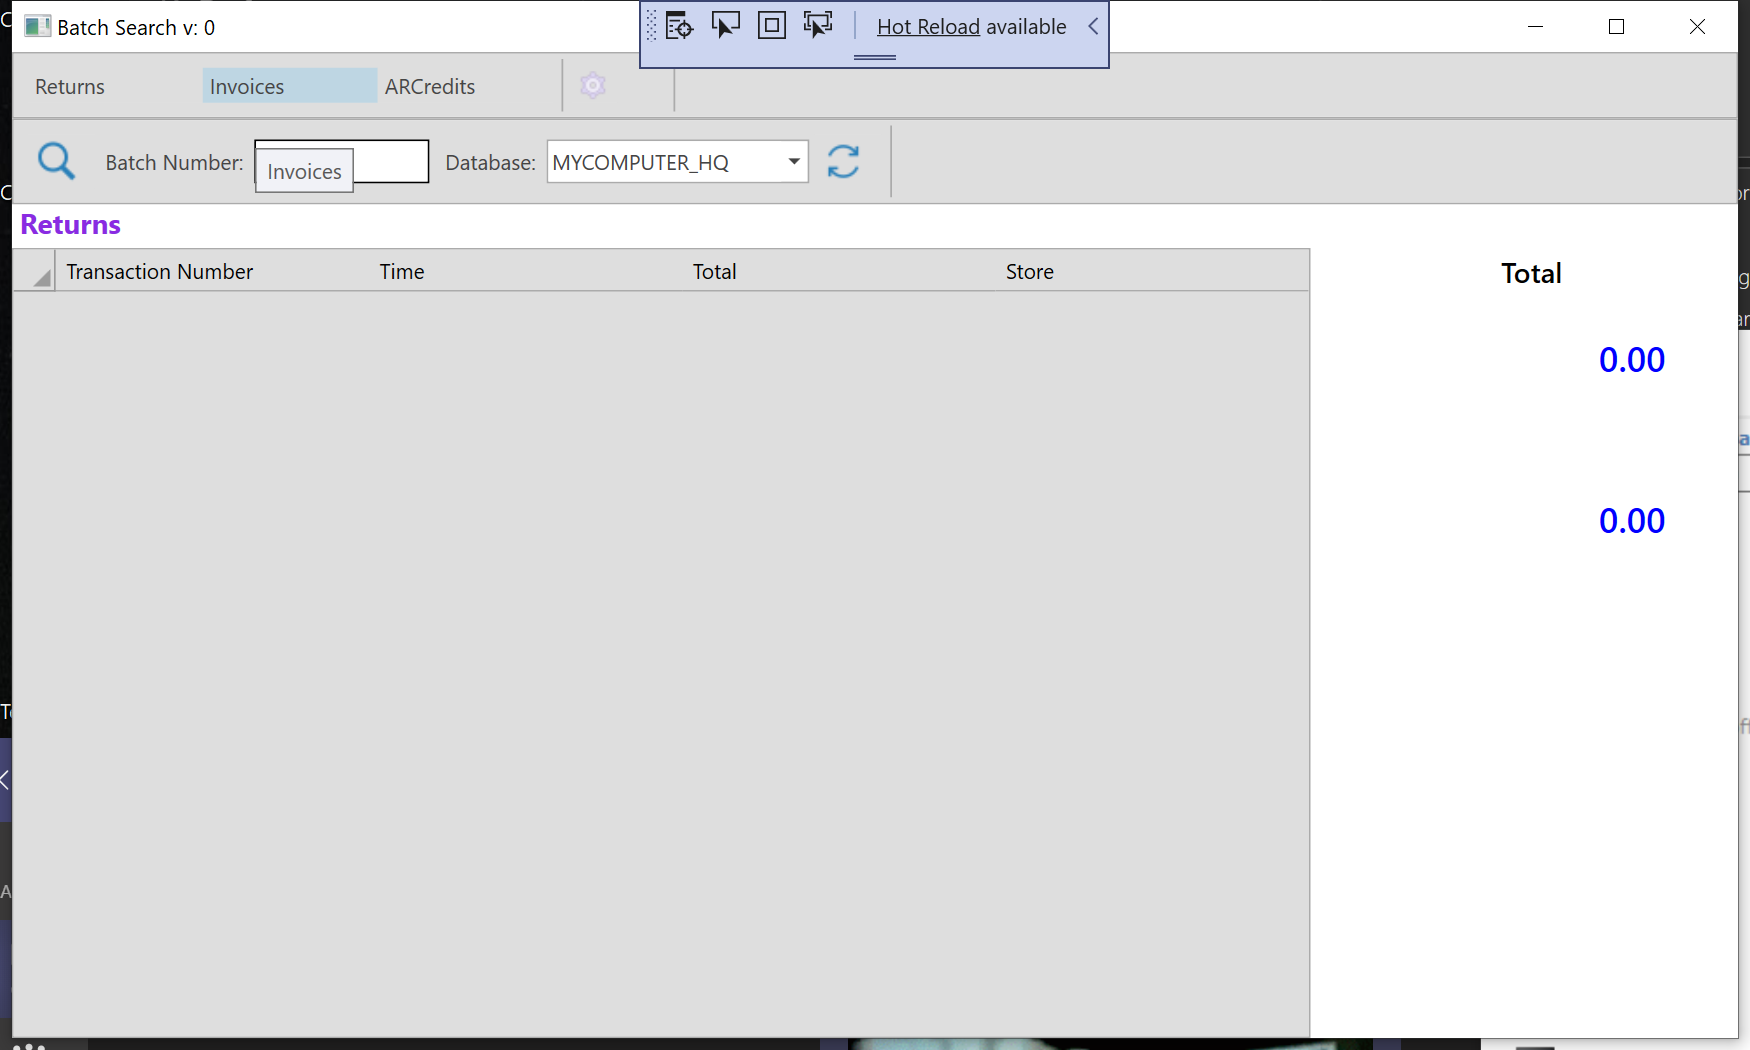 Batch Search v: 0
Hot Reload available
Returns Invoices ARCredits
Batch Number: Invoices Database: MYCOMPUTER_HQ
Returns
Transaction Number Time Total Store
Total
0.00
0.00